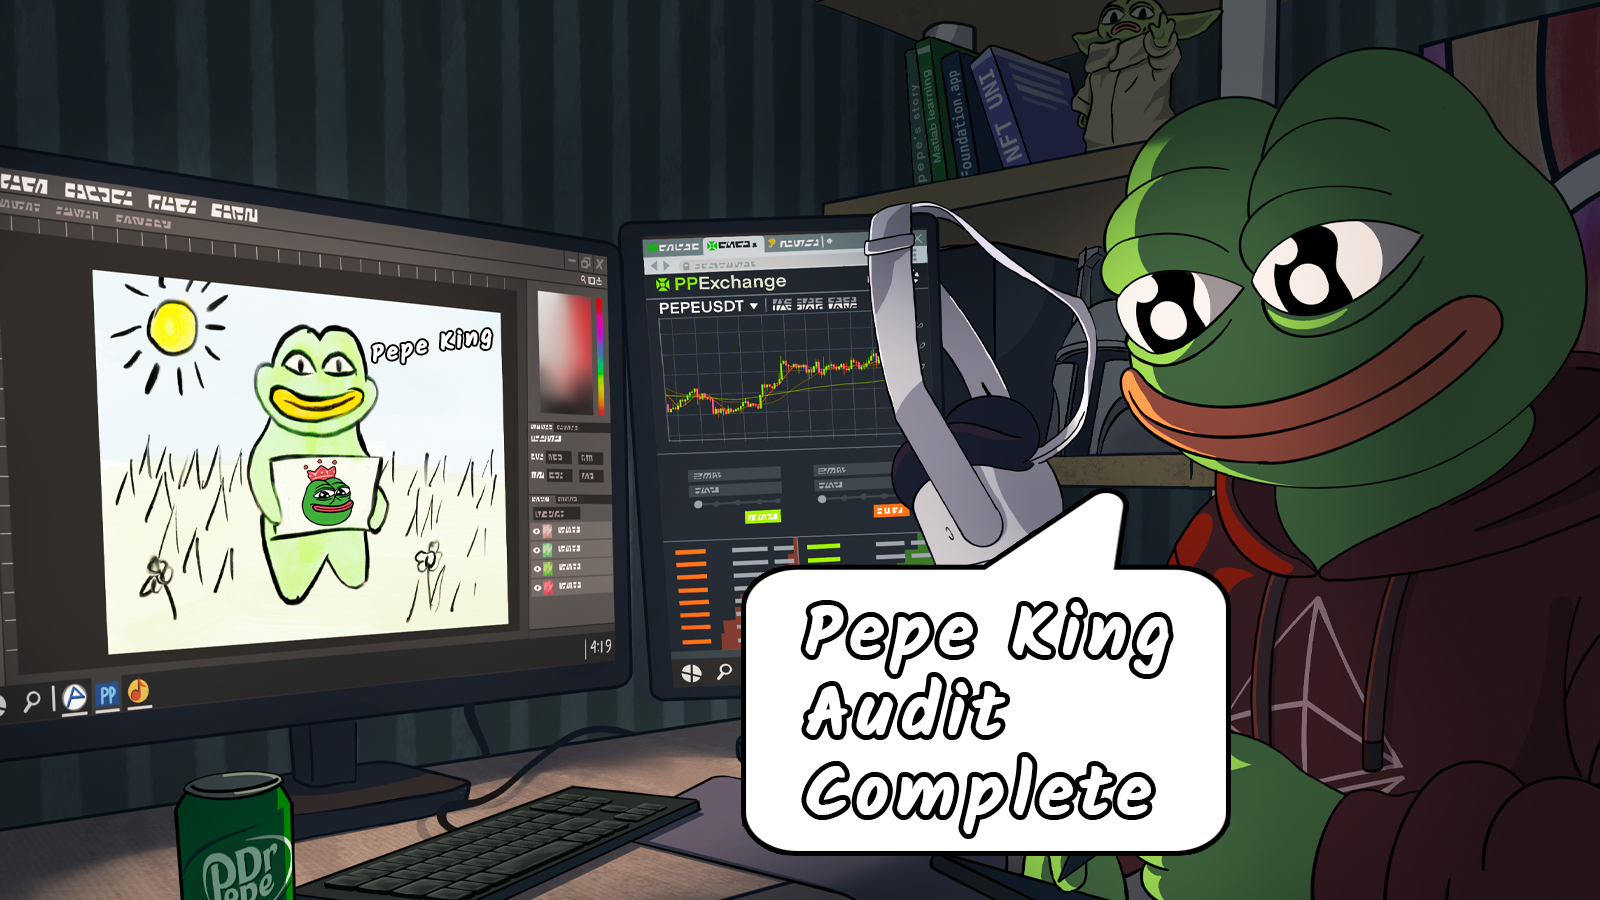 Pepe King
4:19
PP
PPExchange
PEPEUSDT
pepe's story
Matlab learning
Foundation.app
NFT UNI
Dr
Pepe
Pepe King
Audit
Complete